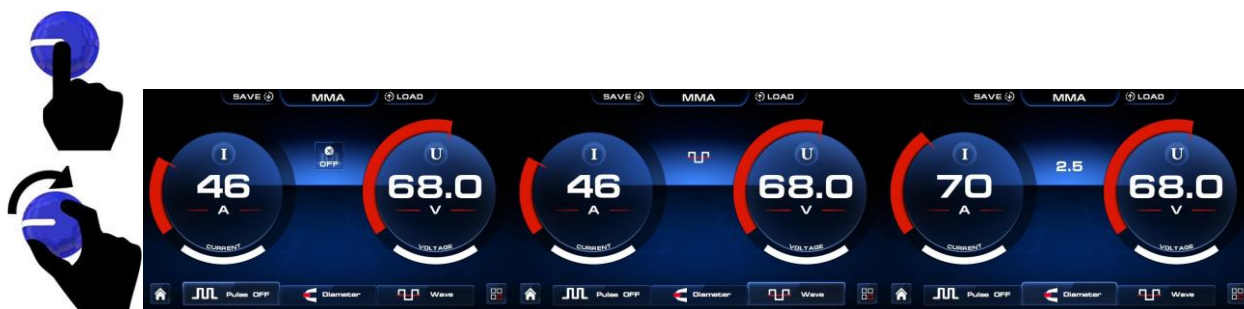 SAVE MMA LOAD
I U
OFF
46 68.0
A V
CURRENT VOLTAGE
Pulse OFF Diameter Wave
SAVE MMA LOAD
I U
46 68.0
A V
CURRENT VOLTAGE
Pulse OFF Diameter Wave
SAVE MMA LOAD
I U
2.5
70 68.0
A V
CURRENT VOLTAGE
Pulse OFF Diameter Wave